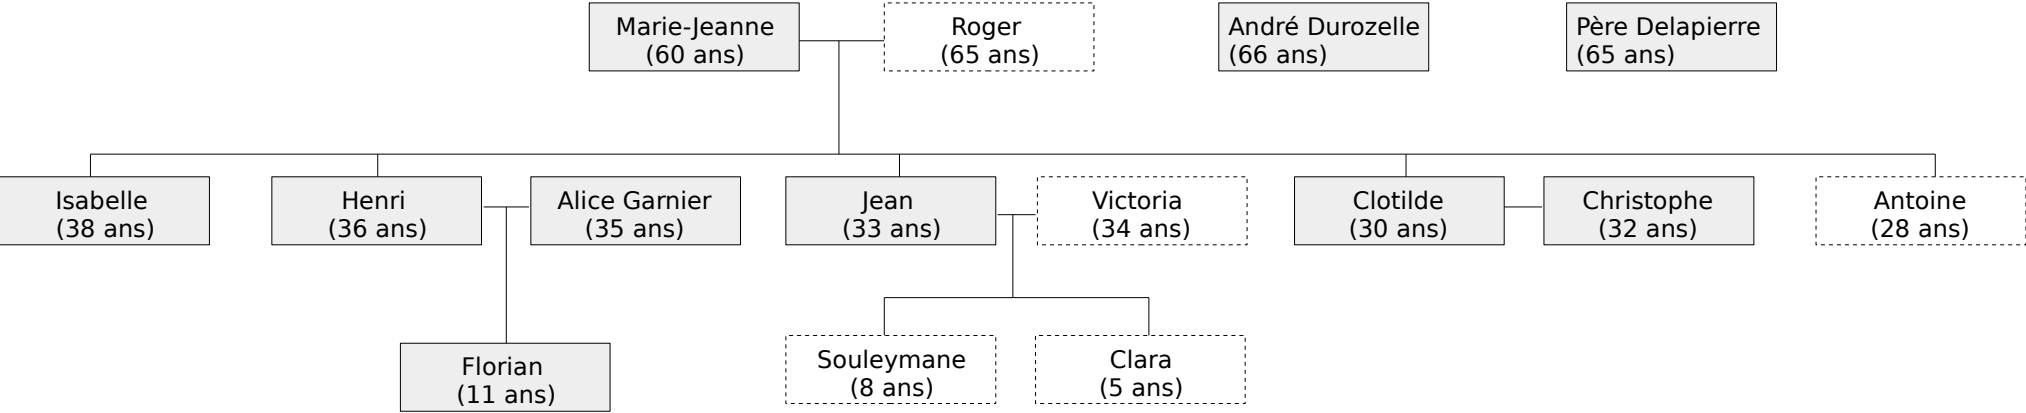 Marie-Jeanne
(60 ans)
Roger
(65 ans)
André Durozelle
(66 ans)
Père Delapierre
(65 ans)
Isabelle
(38 ans)
Henri
(36 ans)
Alice Garnier
(35 ans)
Jean
(33 ans)
Victoria
(34 ans)
Clotilde
(30 ans)
Christophe
(32 ans)
Antoine
(28 ans)
Florian
(11 ans)
Souleymane
(8 ans)
Clara
(5 ans)